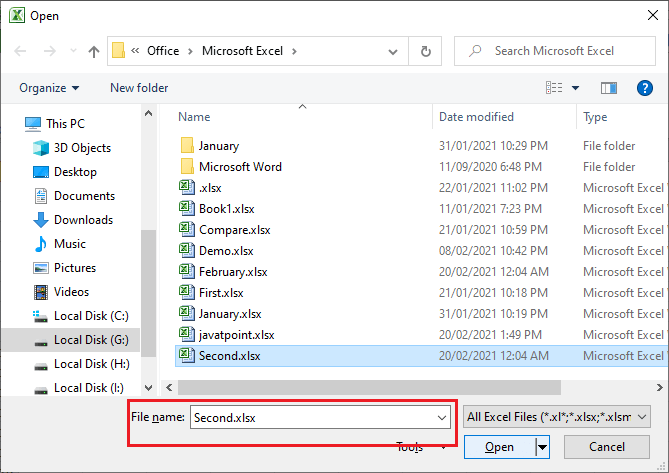 Open
« Office › Microsoft Excel ›
Search Microsoft Excel
Organize New folder
Name Date modified Type
January 31/01/2021 10:29 PM File folder
Microsoft Word 11/09/2020 6:48 PM File folder
.xlsx 22/01/2021 11:02 PM Microsoft Excel
Book1.xlsx 11/01/2021 7:23 PM Microsoft Excel
Compare.xlsx 21/01/2021 10:59 PM Microsoft Excel
Demo.xlsx 08/02/2021 10:42 PM Microsoft Excel
February.xlsx 20/02/2021 12:04 AM Microsoft Excel
First.xlsx 21/01/2021 10:18 PM Microsoft Excel
January.xlsx 31/01/2021 10:19 PM Microsoft Excel
javatpoint.xlsx 20/02/2021 1:49 PM Microsoft Excel
Second.xlsx 20/02/2021 12:04 AM Microsoft Excel
This PC
3D Objects
Desktop
Documents
Downloads
Music
Pictures
Videos
Local Disk (C:)
Local Disk (G:)
Local Disk (H:)
Local Disk (I:)
File name: Second.xlsx
All Excel Files (*.xl*;*.xlsx;*.xlsm
Tools Open Cancel